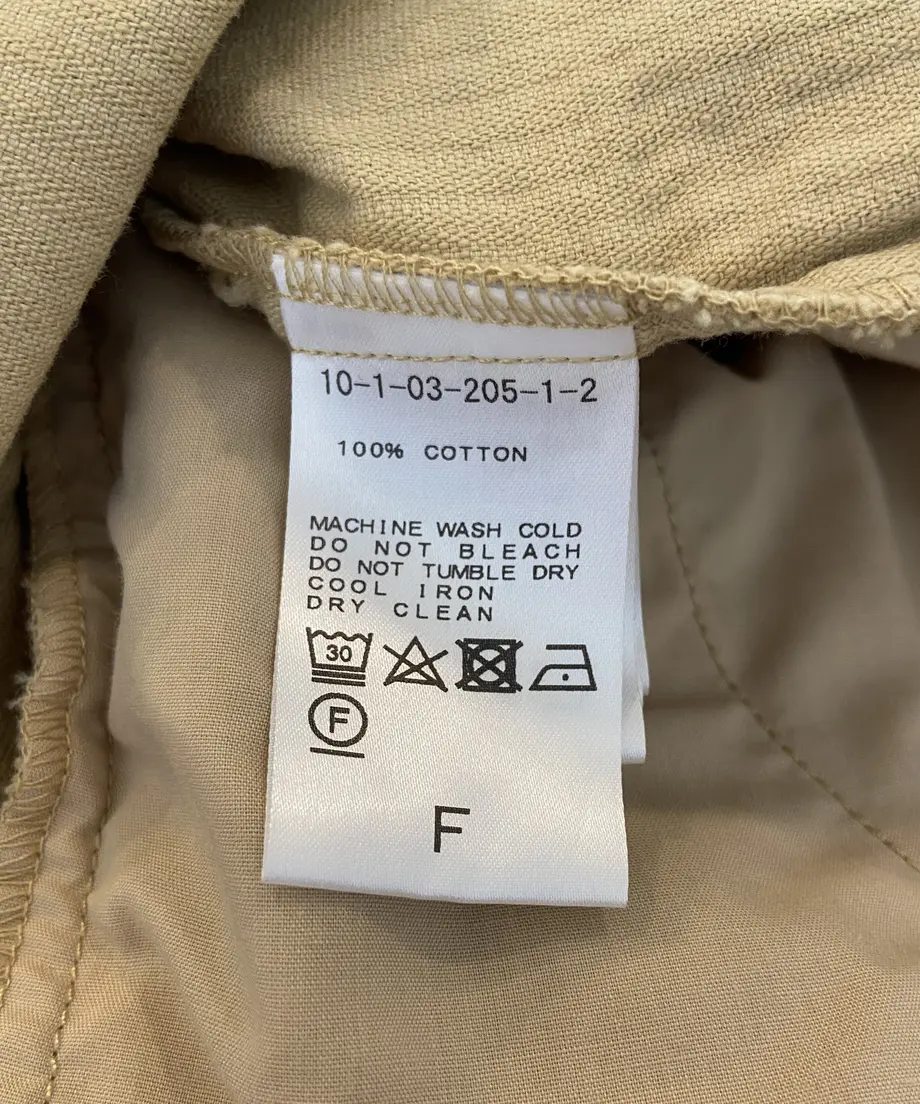 10-1-03-205-1-2
100% COTTON
MACHINE WASH COLD
DO NOT BLEACH
DO NOT TUMBLE DRY
COOL IRON
DRY CLEAN
30
F
F